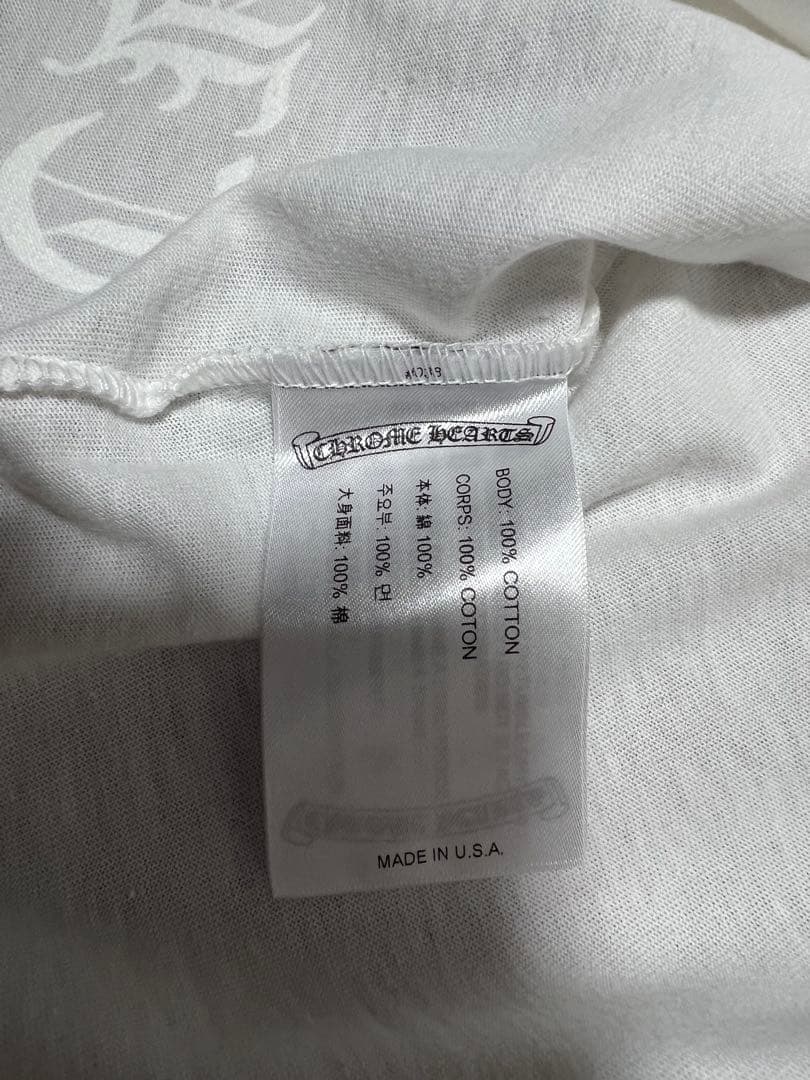 CHROME HEARTS
BODY: 100% COTTON
CORPS: 100% COTON
本体: 綿 100%
주요부: 100% 면
大身面料: 100% 棉
MADE IN U.S.A.